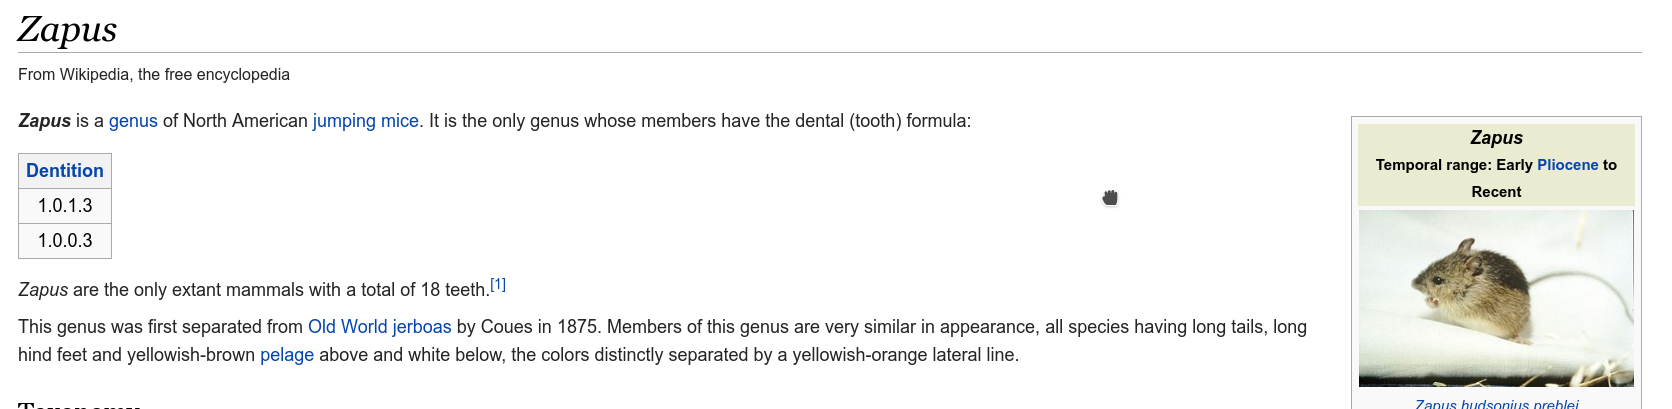 Zapus
From Wikipedia, the free encyclopedia
Zapus is a genus of North American jumping mice. It is the only genus whose members have the dental (tooth) formula:
Dentition
1.0.1.3
1.0.0.3
Zapus are the only extant mammals with a total of 18 teeth.[1]
This genus was first separated from Old World jerboas by Coues in 1875. Members of this genus are very similar in appearance, all species having long tails, long
hind feet and yellowish-brown pelage above and white below, the colors distinctly separated by a yellowish-orange lateral line.
Taxonomy
Zapus
Temporal range: Early Pliocene to
Recent
Zapus hudsonius preblei